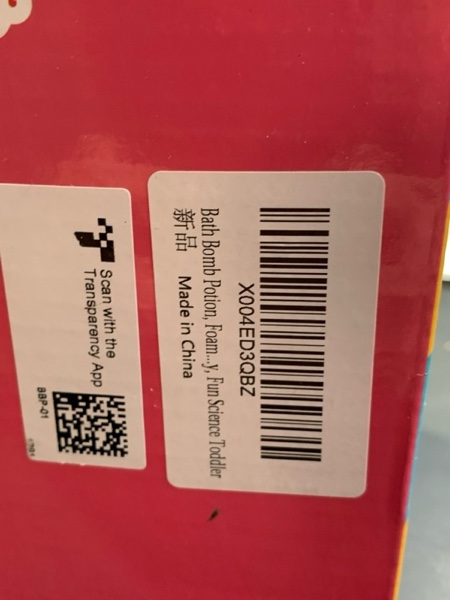 X004ED3QBZ
Bath Bomb Potion, Foam...y, Fun Science Toddler
新品 Made in China
Scan with the
Transparency App
BBP-01